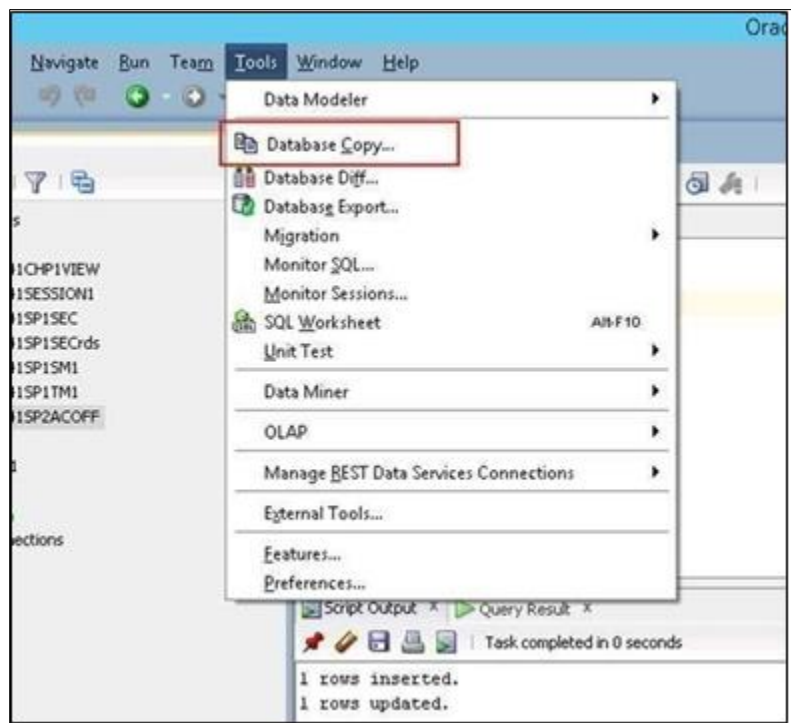 Orac
Navigate Run Team Tools Window Help
Data Modeler
Database Copy...
Database Diff...
Database Export...
Migration
Monitor SQL...
Monitor Sessions...
SQL Worksheet Alt-F10
Unit Test
Data Miner
OLAP
Manage REST Data Services Connections
External Tools...
Features...
Preferences...
s
1CHP1VIEW
1SESSION1
1SP1SEC
1SP1SECrds
1SP1SM1
1SP1TM1
1SP2ACOFF
ections
Script Output x Query Result x
Task completed in 0 seconds
1 rows inserted.
1 rows updated.